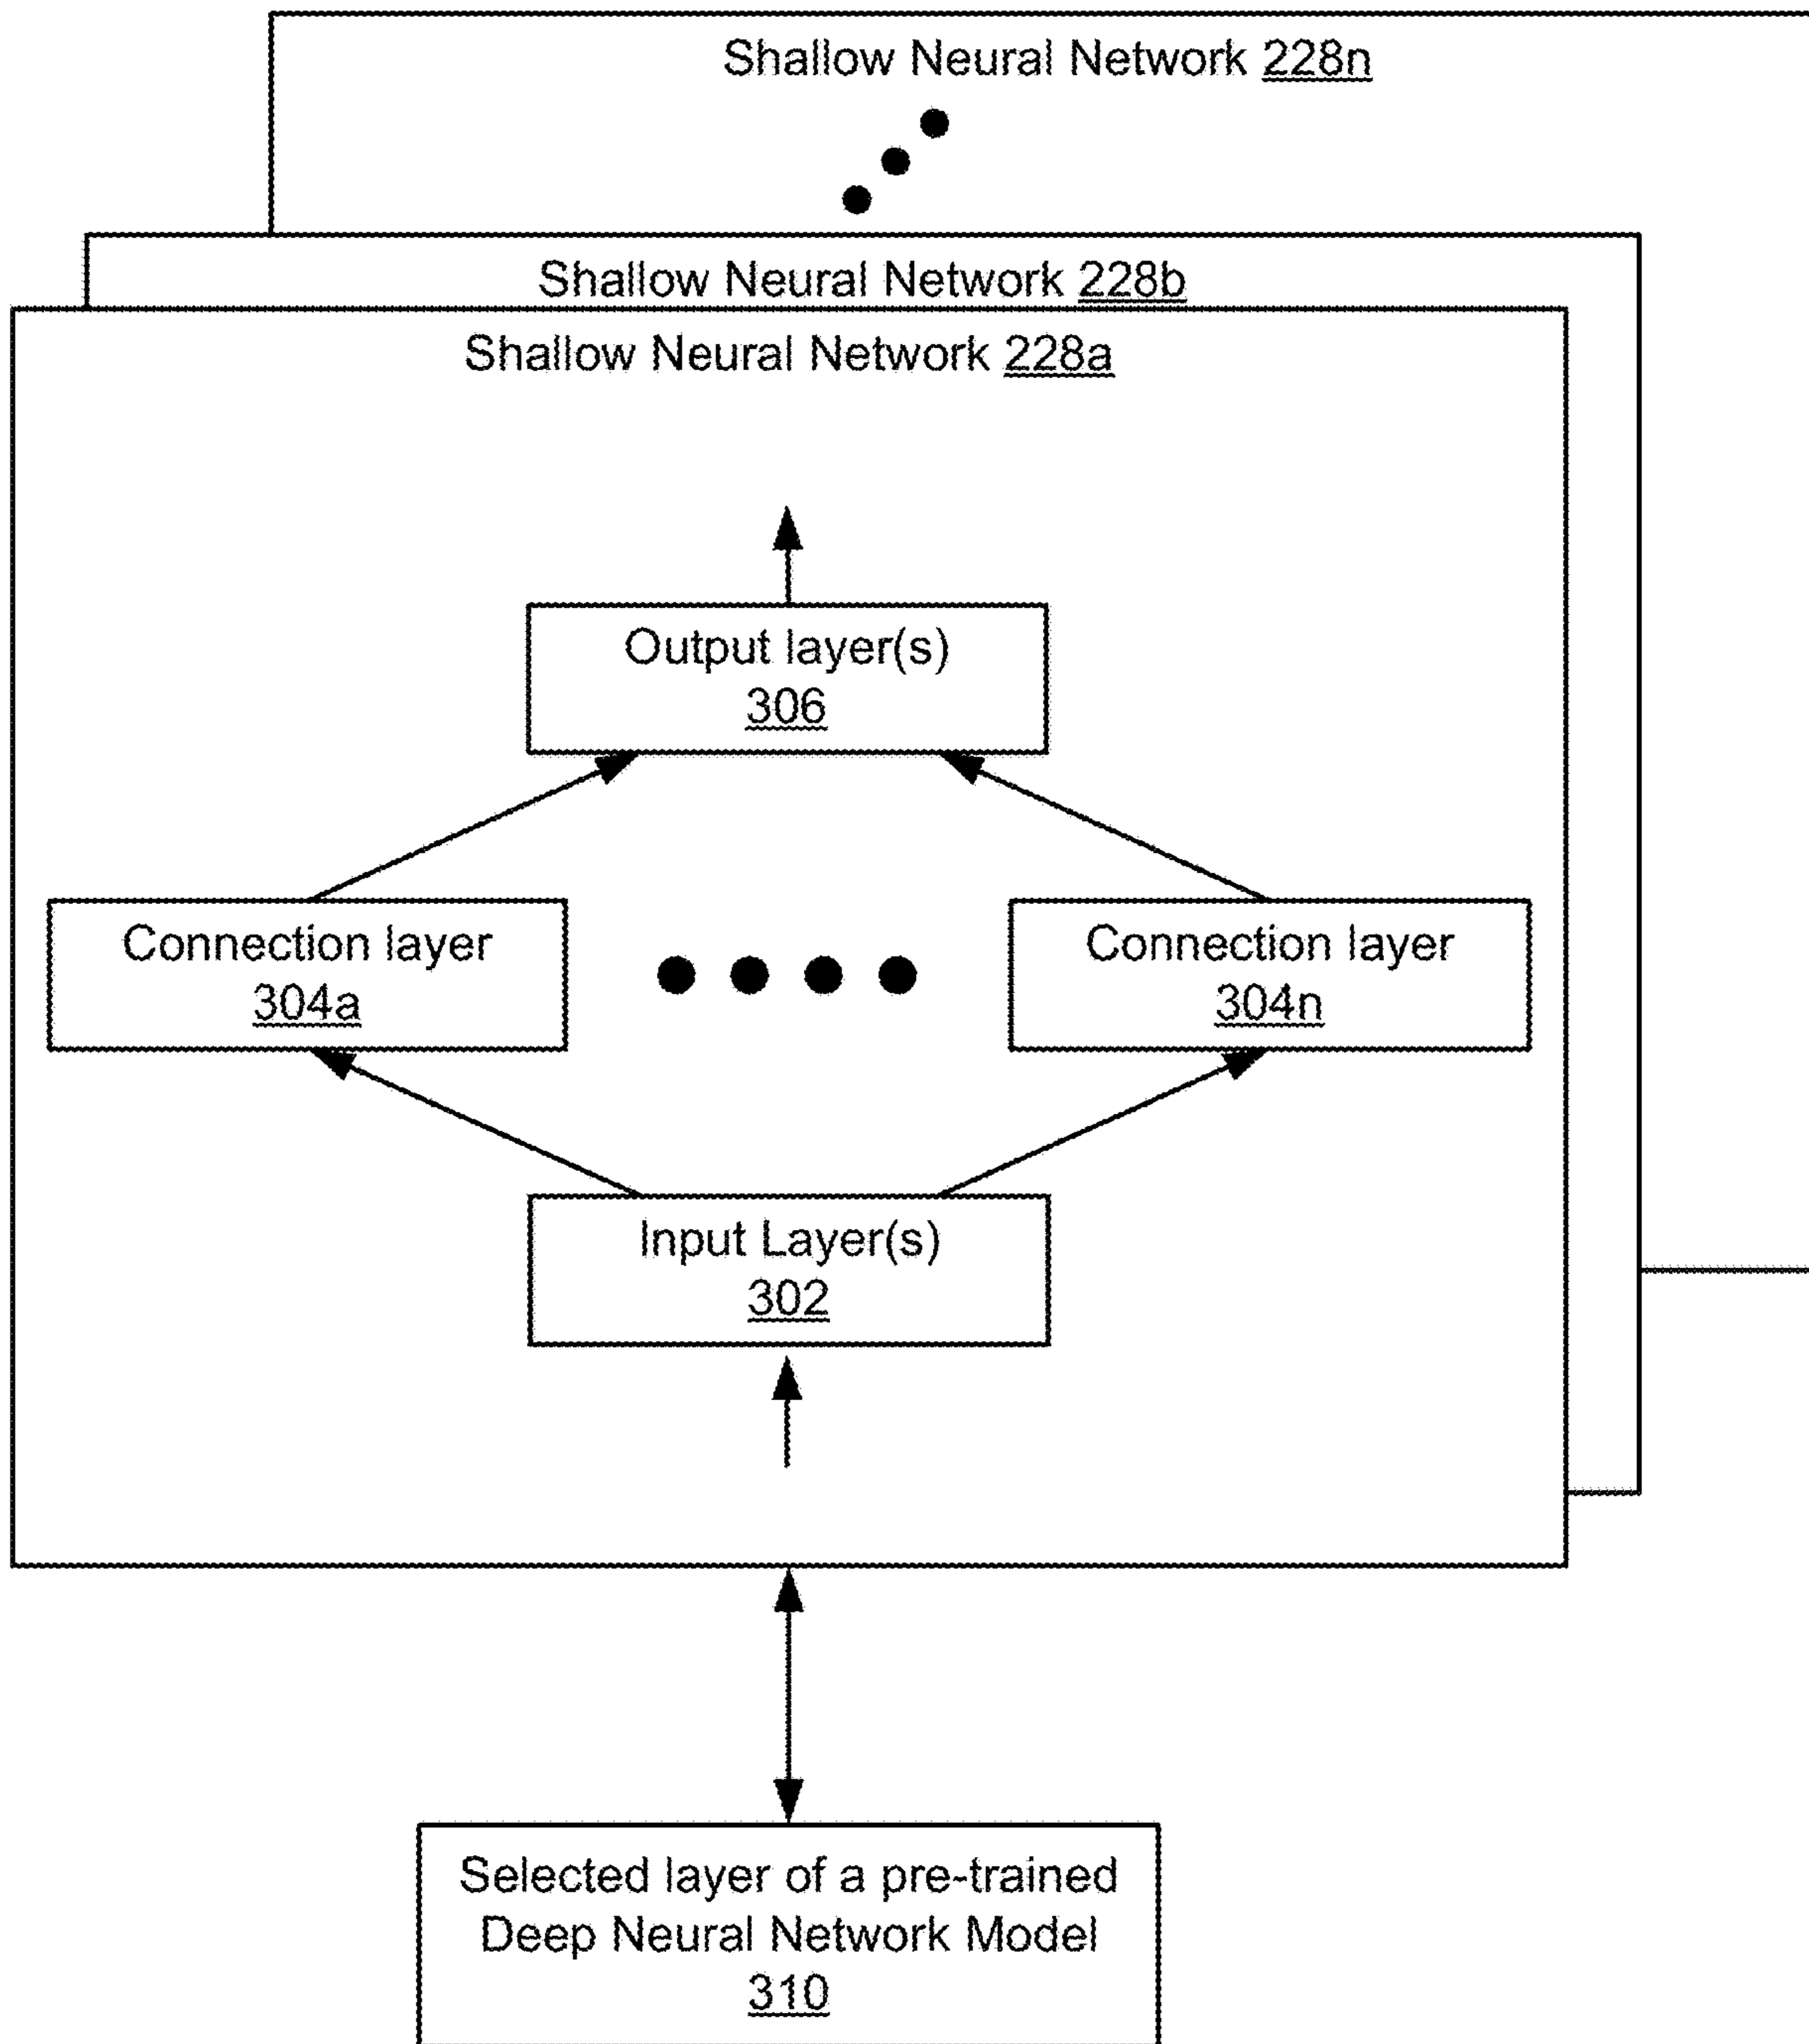 Shallow Neural Network 228n
Shallow Neural Network 228b
Shallow Neural Network 228a
Output layer(s)
306
Connection layer
304a
Connection layer
304n
Input Layer(s)
302
Selected layer of a pre-trained
Deep Neural Network Model
310